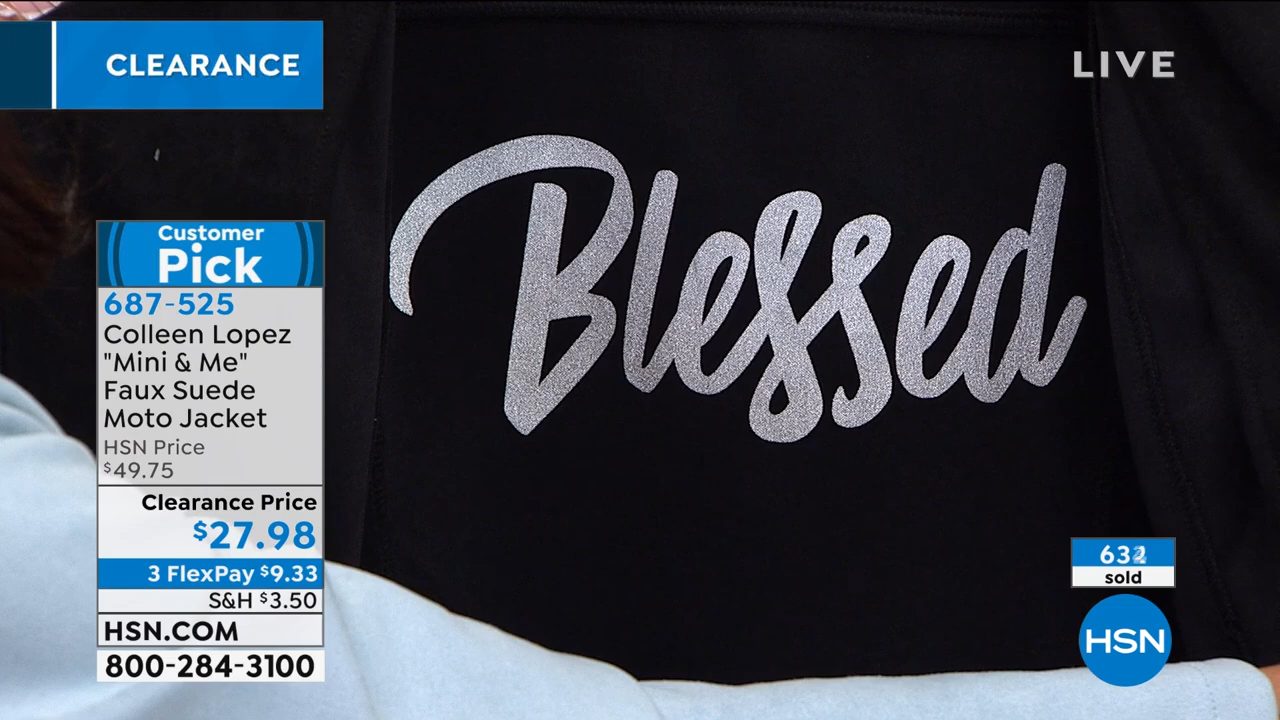 CLEARANCE
LIVE
Blessed
Customer
Pick
687-525
Colleen Lopez
"Mini & Me"
Faux Suede
Moto Jacket
HSN Price
$49.75
Clearance Price
$27.98
3 FlexPay $9.33
S&H $3.50
HSN.COM
800-284-3100
sold
HSN